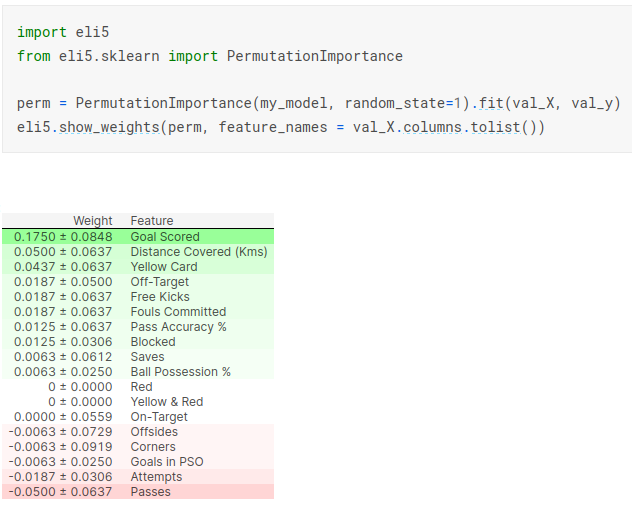 import eli5
from eli5.sklearn import PermutationImportance
perm = PermutationImportance(my_model, random_state=1).fit(val_X, val_y)
eli5.show_weights(perm, feature_names = val_X.columns.tolist())
Weight Feature
0.1750 ± 0.0848 Goal Scored
0.0500 ± 0.0637 Distance Covered (Kms)
0.0437 ± 0.0637 Yellow Card
0.0187 ± 0.0500 Off-Target
0.0187 ± 0.0637 Free Kicks
0.0187 ± 0.0637 Fouls Committed
0.0125 ± 0.0637 Pass Accuracy %
0.0125 ± 0.0306 Blocked
0.0063 ± 0.0612 Saves
0.0063 ± 0.0250 Ball Possession %
0 ± 0.0000 Red
0 ± 0.0000 Yellow & Red
0.0000 ± 0.0559 On-Target
-0.0063 ± 0.0729 Offsides
-0.0063 ± 0.0919 Corners
-0.0063 ± 0.0250 Goals in PSO
-0.0187 ± 0.0306 Attempts
-0.0500 ± 0.0637 Passes